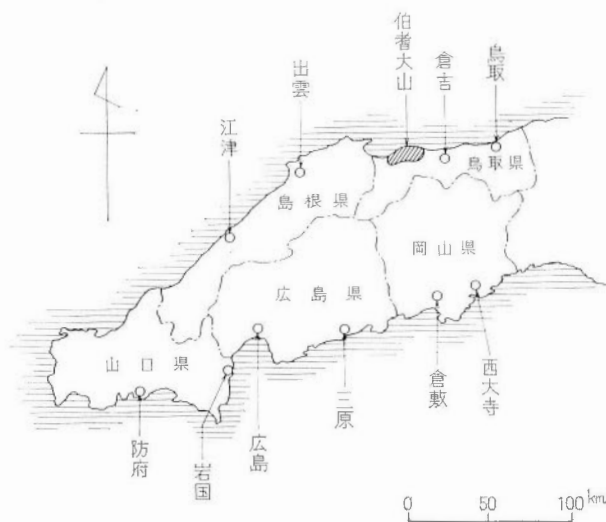 鳥取
倉吉
伯耆大山
出雲
江津
鳥取県
島根県
岡山県
広島県
山口県
西大寺
倉敷
三原
広島
岩国
防府
0 50 100 km